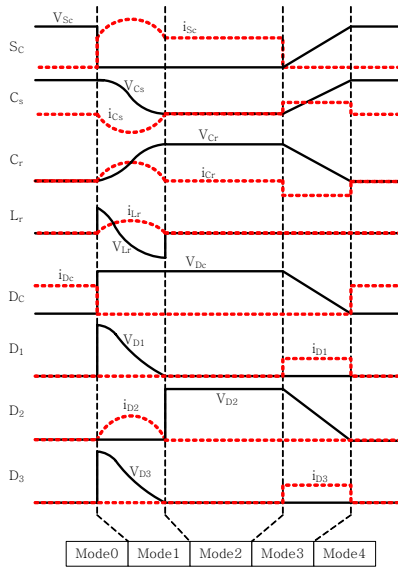 V_Sc
i_Sc
S_C
C_s
V_Cs
i_Cs
V_Cr
C_r
i_Cr
L_r
i_Lr
V_Lr
V_Dc
i_Dc
D_C
D_1
V_D1
i_D1
D_2
i_D2
V_D2
D_3
V_D3
i_D3
Mode0 Mode1 Mode2 Mode3 Mode4